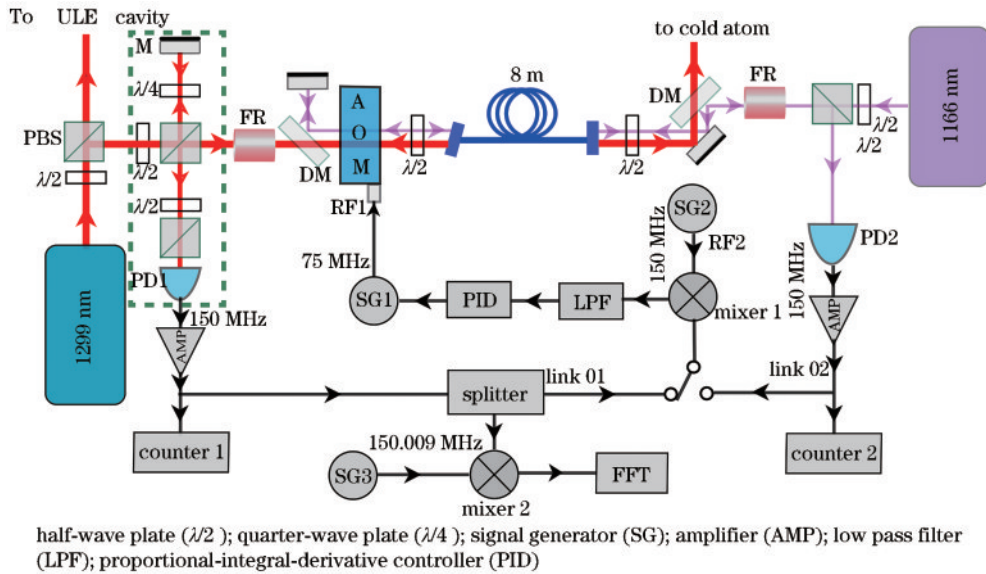 To ULE cavity
M
λ/4
PBS
λ/2
λ/2
λ/2
FR
DM
A
O
M
λ/2
8 m
λ/2
to cold atom
DM
FR
λ/2
1166 nm
1299 nm
PD1
150 MHz
AMP
RF1
75 MHz
SG1
PID
LPF
SG2
RF2
150 MHz
mixer 1
PD2
150 MHz
AMP
link 01
link 02
splitter
counter 1
150.009 MHz
SG3
mixer 2
FFT
counter 2
half-wave plate (λ/2 ); quarter-wave plate (λ/4 ); signal generator (SG); amplifier (AMP); low pass filter
(LPF); proportional-integral-derivative controller (PID)